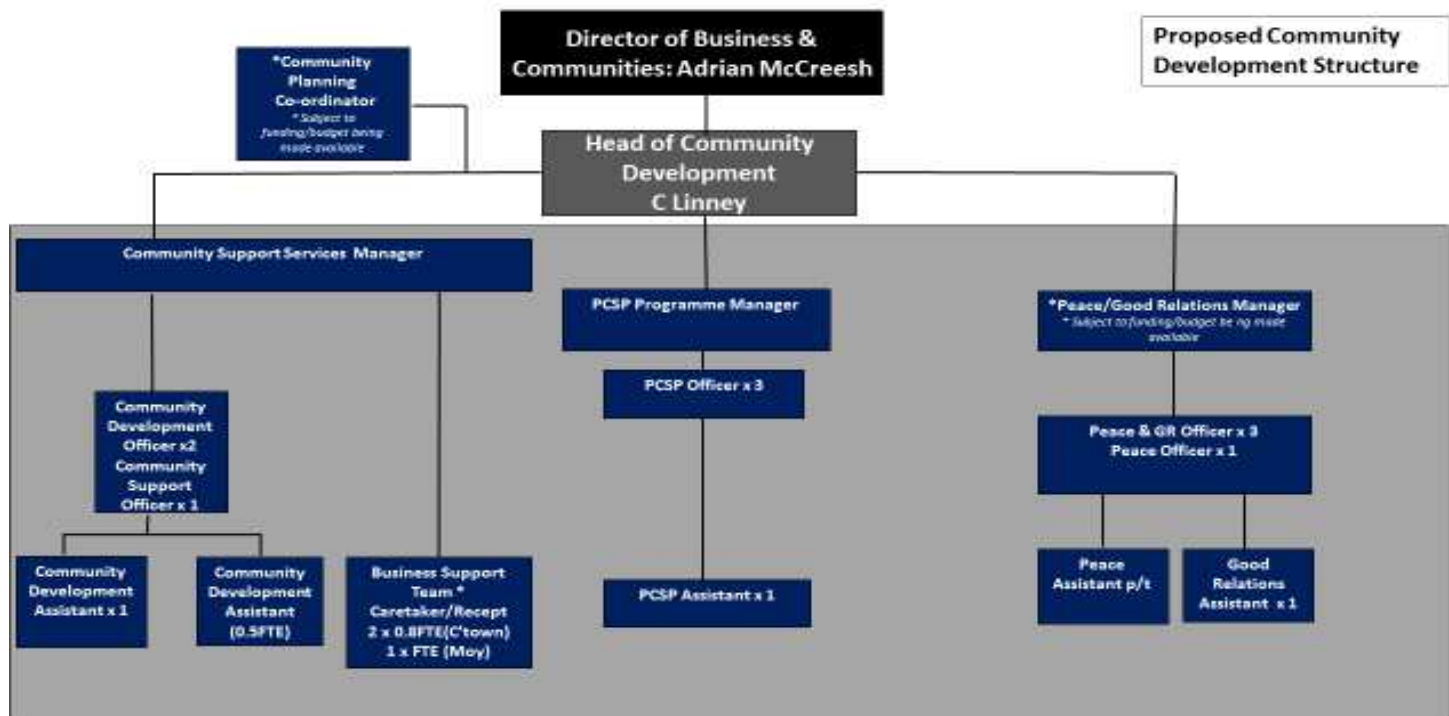 Director of Business &
Communities: Adrian McCreesh
Proposed Community
Development Structure
*Community
Planning
Co-ordinator
* Subject to
funding/budget being
made available
Head of Community
Development
C Linney
Community Support Services Manager
PCSP Programme Manager
*Peace/Good Relations Manager
* Subject to funding/budget be ng made
available
PCSP Officer x 3
Community
Development
Officer x2
Community
Support
Officer x 1
Peace & GR Officer x 3
Peace Officer x 1
Community
Development
Assistant x 1
Community
Development
Assistant
(0.5FTE)
Business Support
Team *
Caretaker/Recept
2 x 0.8FTE(C'town)
1 x FTE (Moy)
PCSP Assistant x 1
Peace
Assistant p/t
Good
Relations
Assistant x 1